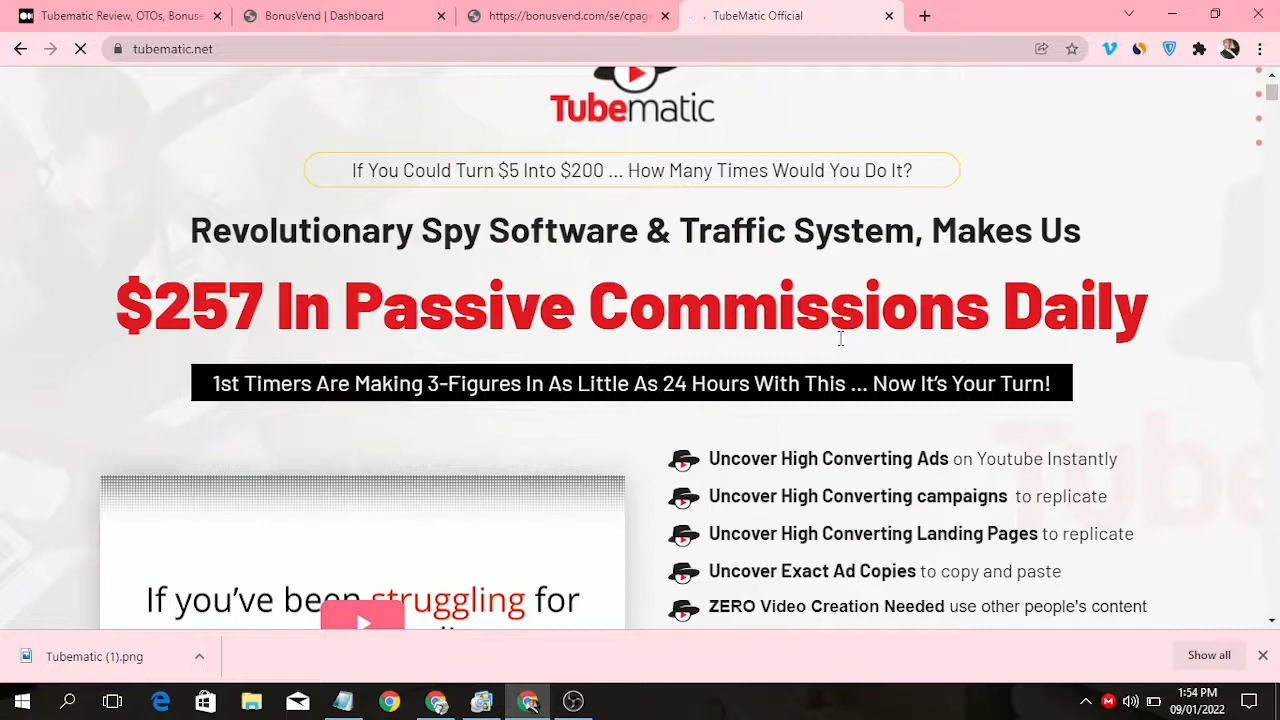 Tubematic Review, OTOs, Bonuse
BonusVend | Dashboard
https://bonusvend.com/se/cpage
TubeMatic Official
tubematic.net
Tubematic
If You Could Turn $5 Into $200 ... How Many Times Would You Do It?
Revolutionary Spy Software & Traffic System, Makes Us
$257 In Passive Commissions Daily
1st Timers Are Making 3-Figures In As Little As 24 Hours With This ... Now It's Your Turn!
Uncover High Converting Ads on Youtube Instantly
Uncover High Converting campaigns to replicate
Uncover High Converting Landing Pages to replicate
Uncover Exact Ad Copies to copy and paste
ZERO Video Creation Needed use other people's content
If you've been struggling for
Tubematic (1).png
Show all
1:54 PM
09/01/2022